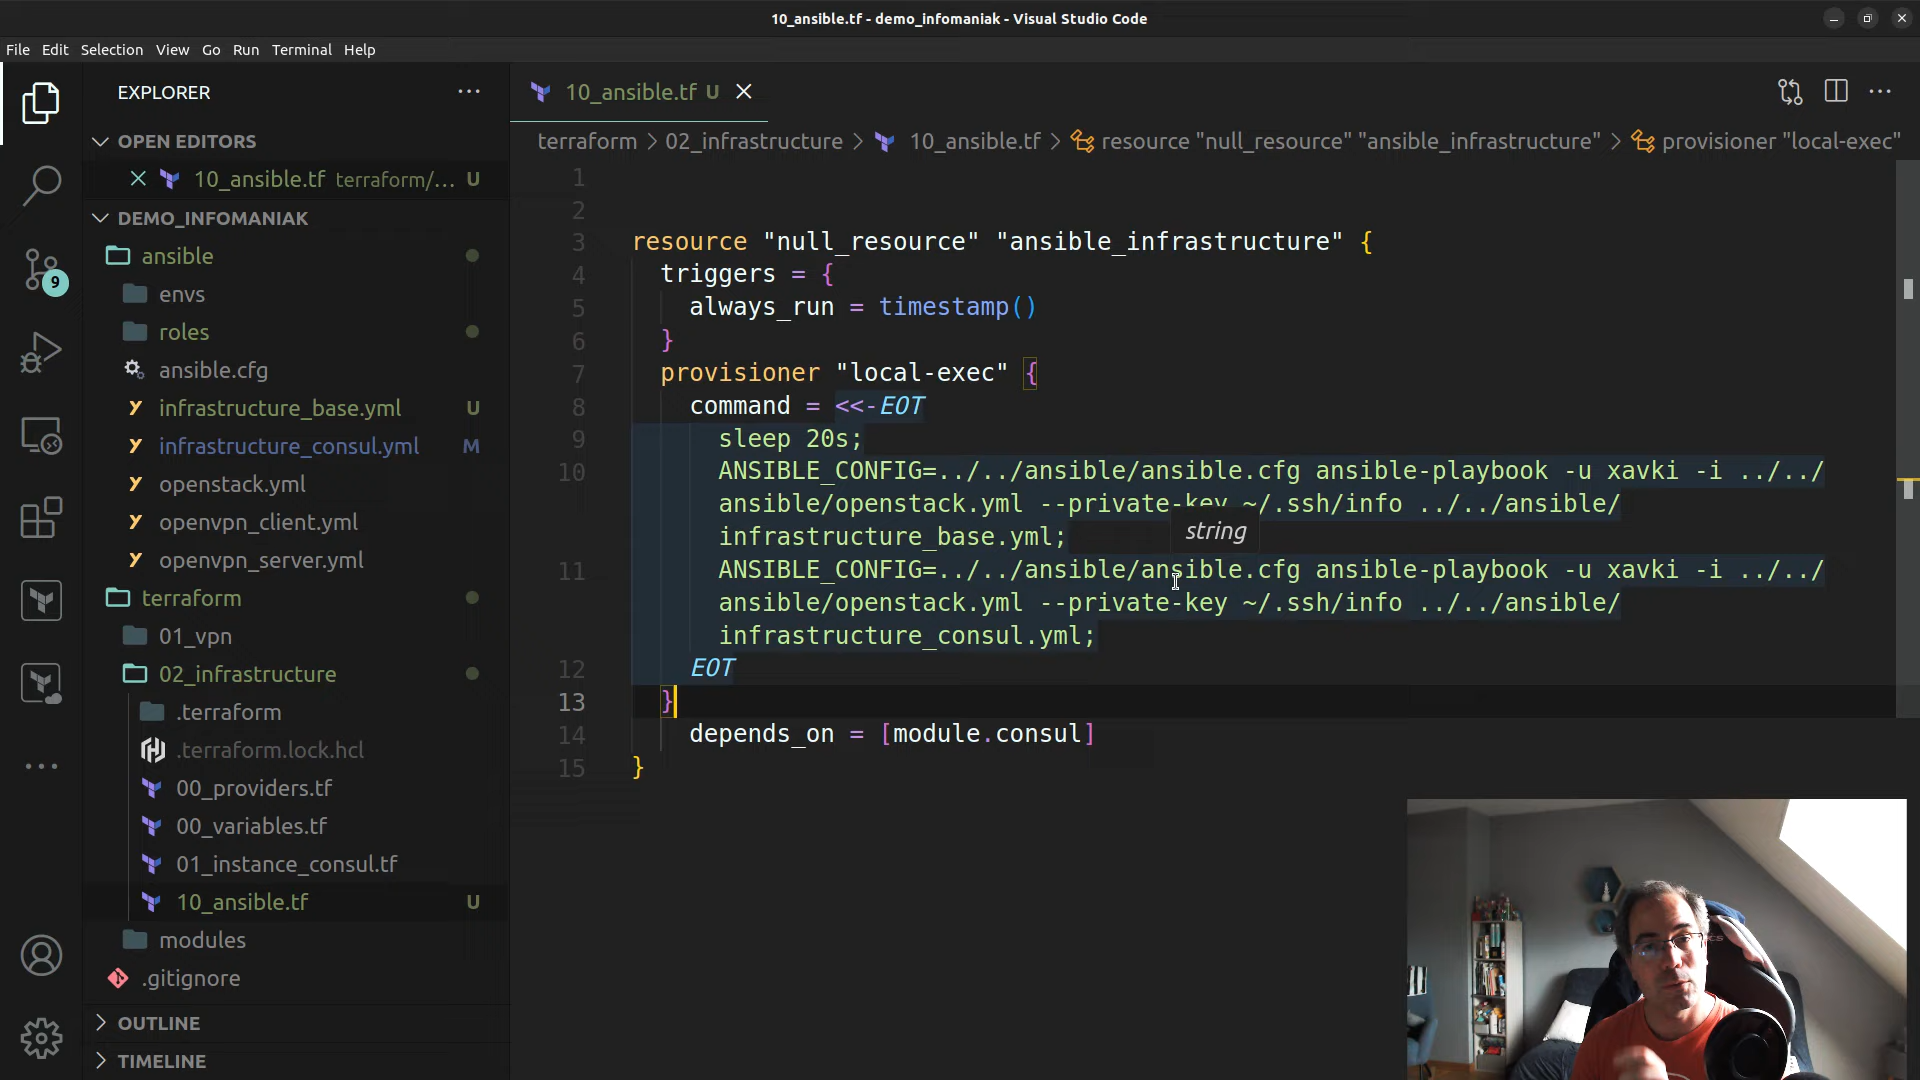 10_ansible.tf - demo_infomaniak - Visual Studio Code
File Edit Selection View Go Run Terminal Help
EXPLORER
10_ansible.tf U
OPEN EDITORS
terraform > 02_infrastructure > 10_ansible.tf > resource "null_resource" "ansible_infrastructure" > provisioner "local-exec"
10_ansible.tf terraform/... U
DEMO_INFOMANIAK
ansible
envs
roles
ansible.cfg
infrastructure_base.yml U
infrastructure_consul.yml M
openstack.yml
openvpn_client.yml
openvpn_server.yml
terraform
01_vpn
02_infrastructure
.terraform
.terraform.lock.hcl
00_providers.tf
00_variables.tf
01_instance_consul.tf
10_ansible.tf U
modules
.gitignore
OUTLINE
TIMELINE
9
1
2
3 resource "null_resource" "ansible_infrastructure" {
4 triggers = {
5 always_run = timestamp()
6 }
7 provisioner "local-exec" {
8 command = <<-EOT
9 sleep 20s;
10 ANSIBLE_CONFIG=../../ansible/ansible.cfg ansible-playbook -u xavki -i ../../
ansible/openstack.yml --private-key ~/.ssh/info ../../ansible/
infrastructure_base.yml;
string
11 ANSIBLE_CONFIG=../../ansible/ansible.cfg ansible-playbook -u xavki -i ../../
ansible/openstack.yml --private-key ~/.ssh/info ../../ansible/
infrastructure_consul.yml;
12 EOT
13 }
14 depends_on = [module.consul]
15 }